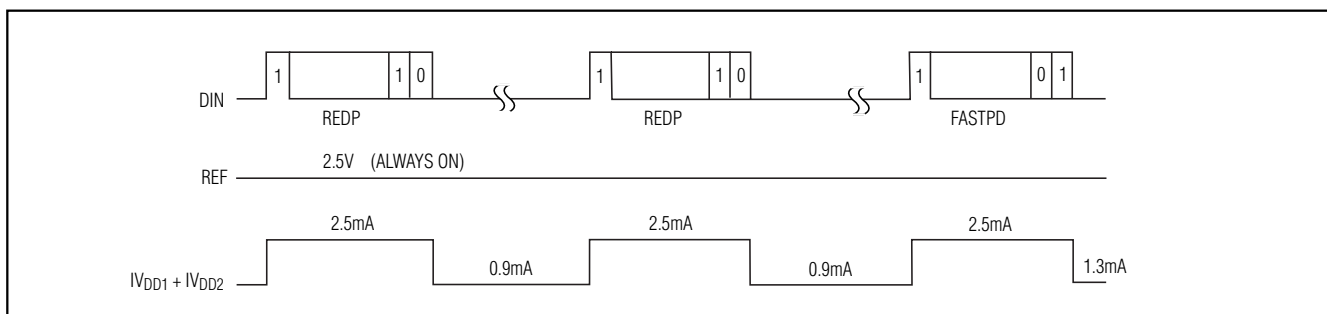 1 1 0 1 1 0 1 0 1
DIN
REDP REDP FASTPD
2.5V (ALWAYS ON)
REF
2.5mA 2.5mA 2.5mA
0.9mA 0.9mA 1.3mA
IVDD1 + IVDD2